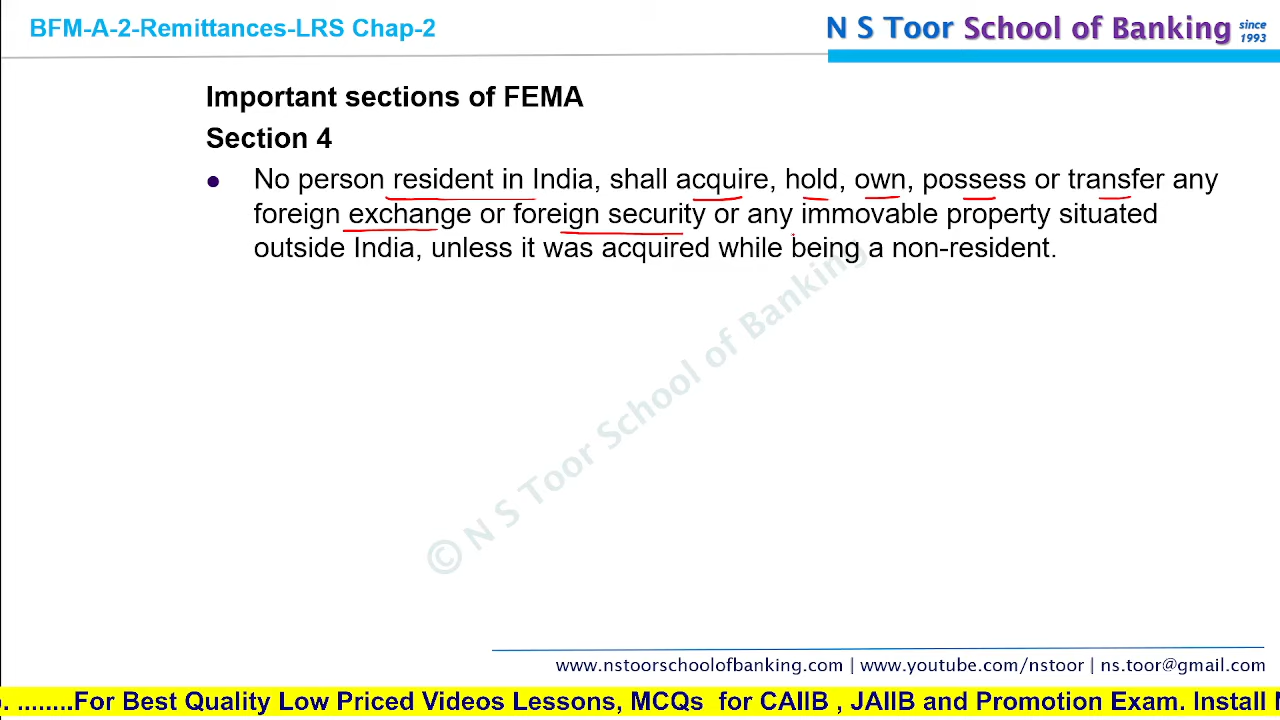 BFM-A-2-Remittances-LRS Chap-2
N S Toor School of Banking since 1993
Important sections of FEMA
Section 4
• No person resident in India, shall acquire, hold, own, possess or transfer any
foreign exchange or foreign security or any immovable property situated
outside India, unless it was acquired while being a non-resident.
© N S Toor School of Banking
www.nstoorschoolofbanking.com | www.youtube.com/nstoor | ns.toor@gmail.com
. ........For Best Quality Low Priced Videos Lessons, MCQs for CAIIB , JAIIB and Promotion Exam. Install